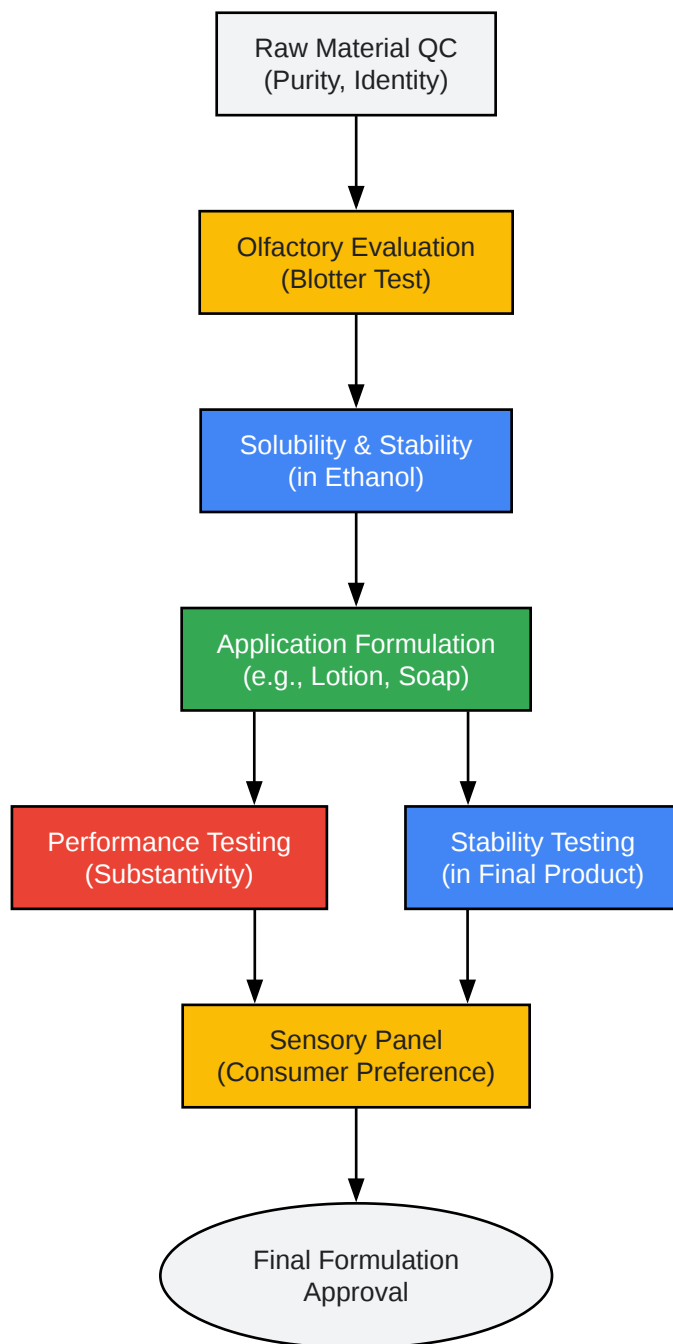 Raw Material QC
(Purity, Identity)
Olfactory Evaluation
(Blotter Test)
Solubility & Stability
(in Ethanol)
Application Formulation
(e.g., Lotion, Soap)
Performance Testing
(Substantivity)
Stability Testing
(in Final Product)
Sensory Panel
(Consumer Preference)
Final Formulation
Approval